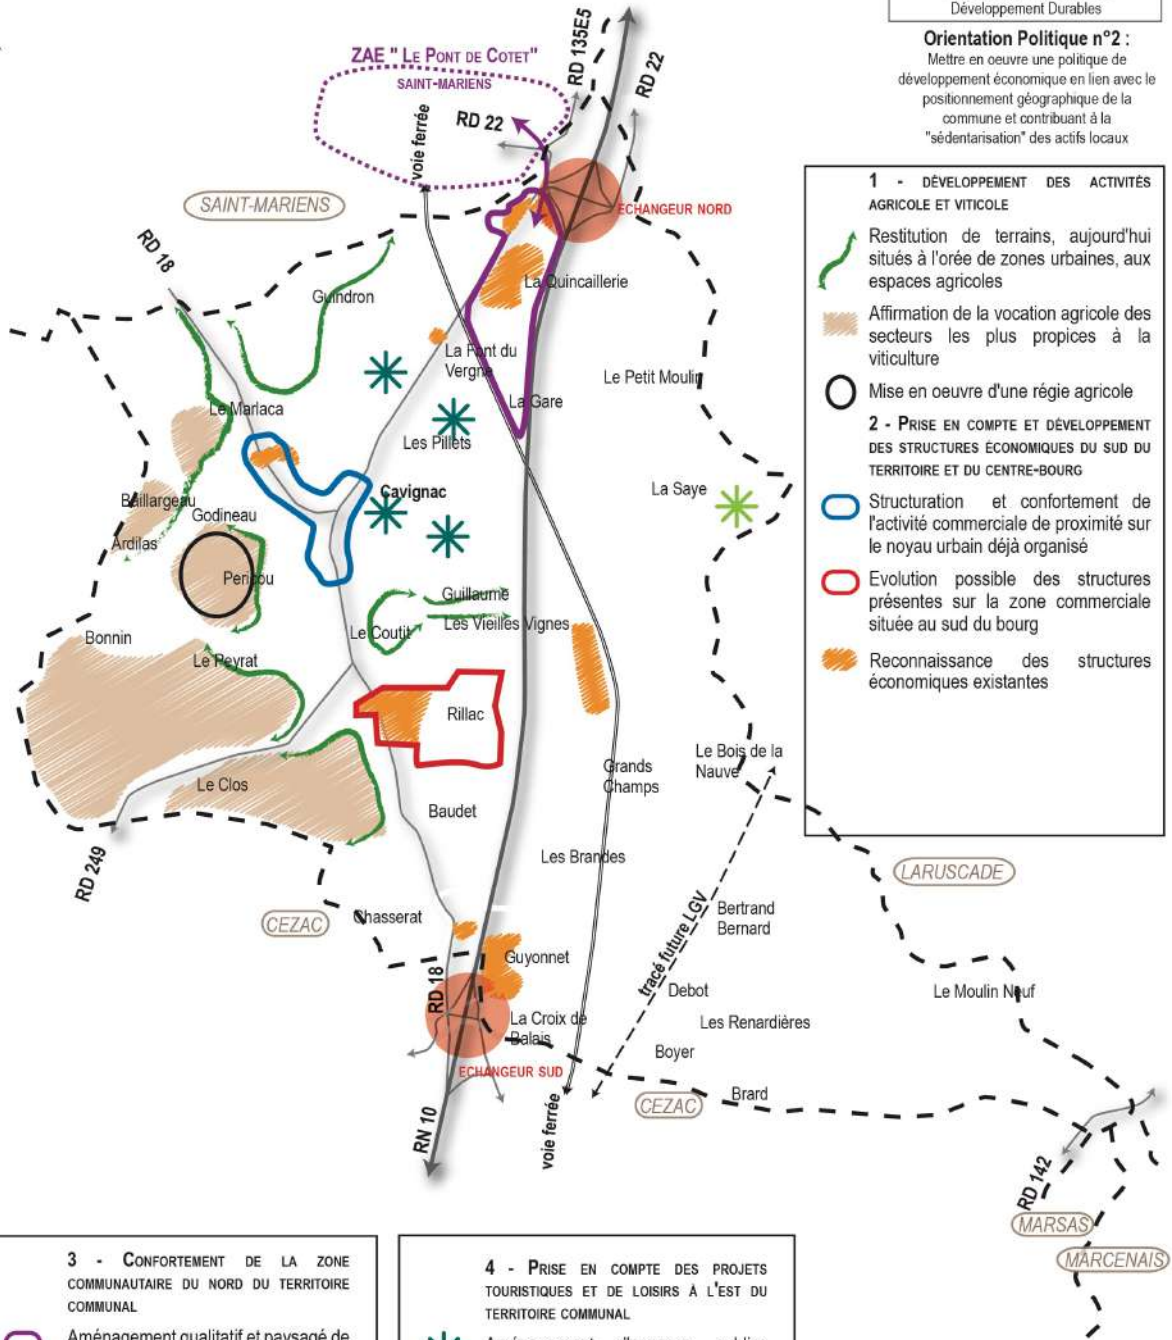 Développement Durables
Orientation Politique n°2 :
Mettre en oeuvre une politique de
développement économique en lien avec le
positionnement géographique de la
commune et contribuant à la
"sédentarisation" des actifs locaux
ZAE " LE PONT DE COTET"
SAINT-MARIENS
RD 135E5
RD 22
RD 22
voie ferrée
SAINT-MARIENS
ECHANGEUR NORD
RD 18
Guindron
La Quincaillerie
La Font du
Vergne
Le Petit Moulin
La Gare
Le Marlaca
Les Pillets
Cavignac
La Saye
Baillargeau
Godineau
Ardilas
Pericou
Guillaume
Le Coutit
Les Vieilles Vignes
Bonnin
Le Peyrat
Rillac
Le Bois de la
Nauve
Grands
Champs
Le Clos
Baudet
RD 249
Les Brandes
LARUSCADE
CEZAC
Chasserat
Bertrand
Bernard
tracé future LGV
Guyonnet
RD 18
Debot
Le Moulin Neuf
La Croix de
Balais
Les Renardières
Boyer
ECHANGEUR SUD
Brard
CEZAC
RN 10
voie ferrée
RD 142
MARSAS
MARCENAIS
1 - DÉVELOPPEMENT DES ACTIVITÉS
AGRICOLE ET VITICOLE
Restitution de terrains, aujourd'hui
situés à l'orée de zones urbaines, aux
espaces agricoles
Affirmation de la vocation agricole des
secteurs les plus propices à la
viticulture
Mise en oeuvre d'une régie agricole
2 - PRISE EN COMPTE ET DÉVELOPPEMENT
DES STRUCTURES ÉCONOMIQUES DU SUD DU
TERRITOIRE ET DU CENTRE-BOURG
Structuration et confortement de
l'activité commerciale de proximité sur
le noyau urbain déjà organisé
Evolution possible des structures
présentes sur la zone commerciale
située au sud du bourg
Reconnaissance des structures
économiques existantes
3 - CONFORTEMENT DE LA ZONE
COMMUNAUTAIRE DU NORD DU TERRITOIRE
COMMUNAL
Aménagement qualitatif et paysagé de
4 - PRISE EN COMPTE DES PROJETS
TOURISTIQUES ET DE LOISIRS À L'EST DU
TERRITOIRE COMMUNAL